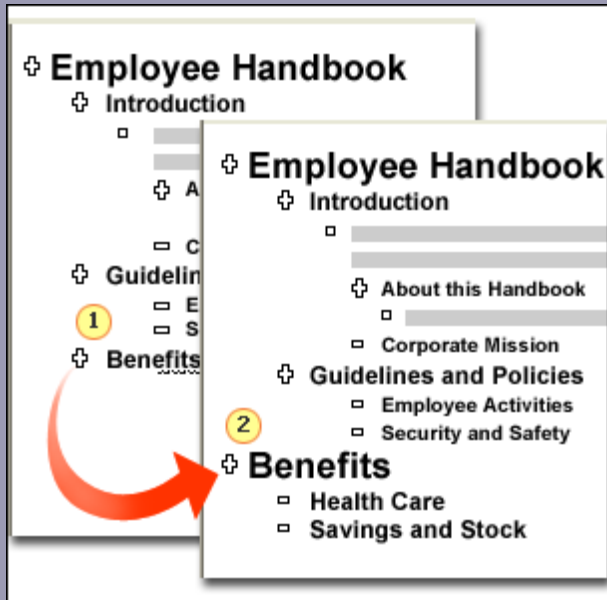 Employee Handbook
Introduction
A
C
Guidelin
E
S
1
Benefits
Employee Handbook
Introduction
About this Handbook
Corporate Mission
Guidelines and Policies
Employee Activities
Security and Safety
2
Benefits
Health Care
Savings and Stock